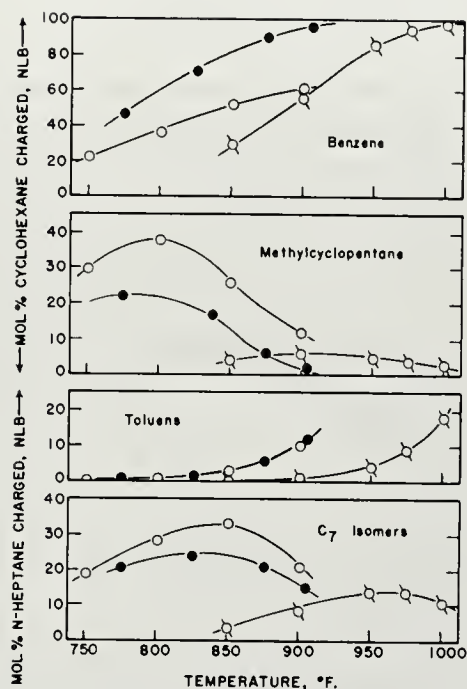 MOL % CYCLOHEXANE CHARGED, NLB
100
80
60
40
20
0
Benzene
40
30
20
10
0
Methylcyclopentane
MOL % N-HEPTANE CHARGED, NLB
20
10
0
Toluens
40
30
20
10
0
C7 Isomers
750 800 850 900 950 1000
TEMPERATURE, °F.